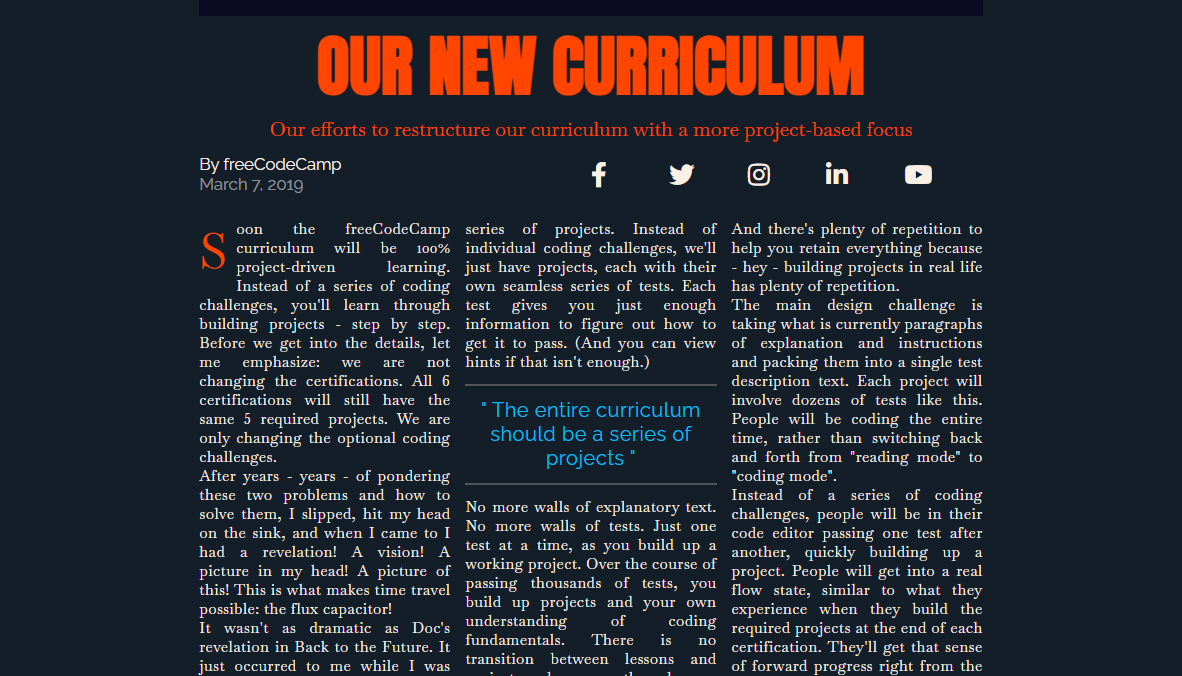 OUR NEW CURRICULUM
Our efforts to restructure our curriculum with a more project-based focus
By freeCodeCamp
March 7, 2019
Soon the freeCodeCamp
curriculum will be 100%
project-driven learning.
Instead of a series of coding
challenges, you'll learn through
building projects - step by step.
Before we get into the details, let
me emphasize: we are not
changing the certifications. All 6
certifications will still have the
same 5 required projects. We are
only changing the optional coding
challenges.
After years - years - of pondering
these two problems and how to
solve them, I slipped, hit my head
on the sink, and when I came to I
had a revelation! A vision! A
picture in my head! A picture of
this! This is what makes time travel
possible: the flux capacitor!
It wasn't as dramatic as Doc's
revelation in Back to the Future. It
just occurred to me while I was
series of projects. Instead of
individual coding challenges, we'll
just have projects, each with their
own seamless series of tests. Each
test gives you just enough
information to figure out how to
get it to pass. (And you can view
hints if that isn't enough.)
" The entire curriculum
should be a series of
projects "
No more walls of explanatory text.
No more walls of tests. Just one
test at a time, as you build up a
working project. Over the course of
passing thousands of tests, you
build up projects and your own
understanding of coding
fundamentals. There is no
transition between lessons and
And there's plenty of repetition to
help you retain everything because
- hey - building projects in real life
has plenty of repetition.
The main design challenge is
taking what is currently paragraphs
of explanation and instructions
and packing them into a single test
description text. Each project will
involve dozens of tests like this.
People will be coding the entire
time, rather than switching back
and forth from "reading mode" to
"coding mode".
Instead of a series of coding
challenges, people will be in their
code editor passing one test after
another, quickly building up a
project. People will get into a real
flow state, similar to what they
experience when they build the
required projects at the end of each
certification. They'll get that sense
of forward progress right from the